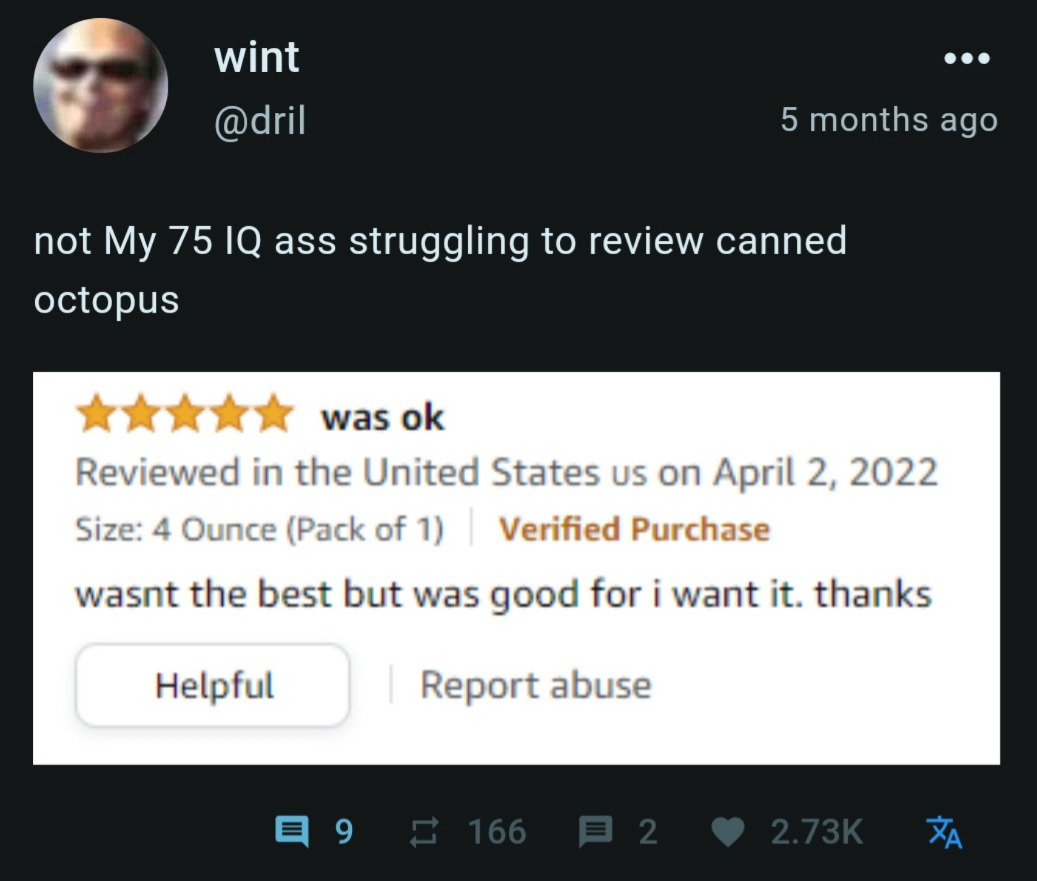 wint
@dril
5 months ago
not My 75 IQ ass struggling to review canned
octopus
was ok
Reviewed in the United States us on April 2, 2022
Size: 4 Ounce (Pack of 1) | Verified Purchase
wasnt the best but was good for i want it. thanks
Helpful | Report abuse
9 166 2 2.73K